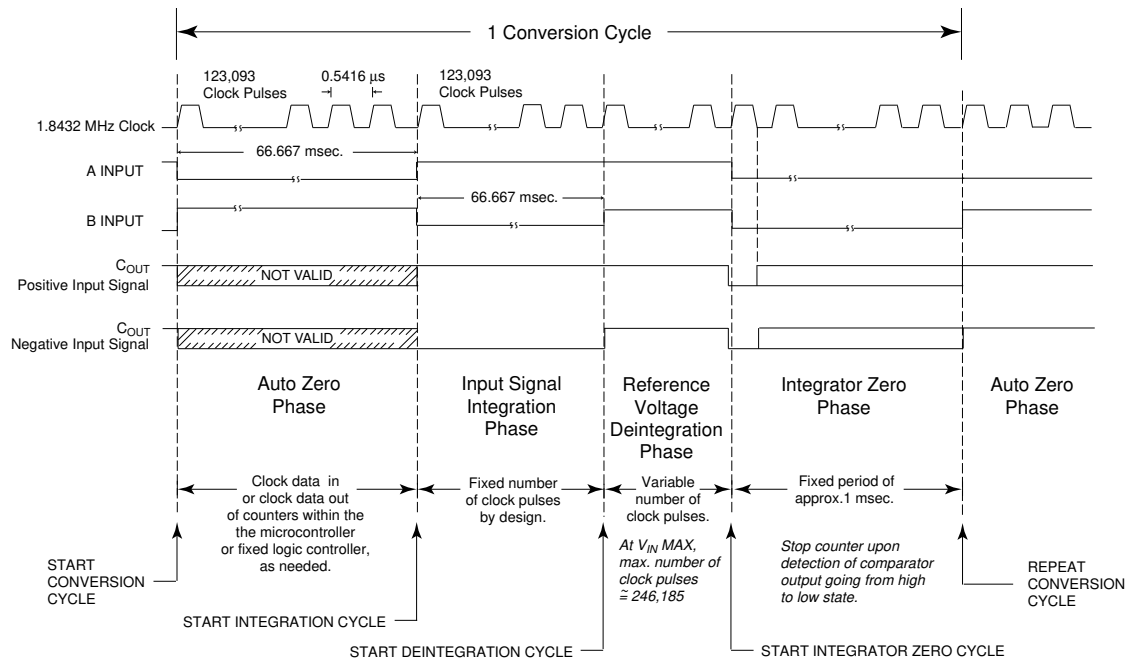 1 Conversion Cycle
123,093
Clock Pulses
0.5416 µs
123,093
Clock Pulses
1.8432 MHz Clock
66.667 msec.
A INPUT
66.667 msec.
B INPUT
COUT
Positive Input Signal
NOT VALID
COUT
Negative Input Signal
NOT VALID
Auto Zero
Phase
Input Signal
Integration
Phase
Reference
Voltage
Deintegration
Phase
Integrator Zero
Phase
Auto Zero
Phase
Clock data in
or clock data out
of counters within the
the microcontroller
or fixed logic controller,
as needed.
Fixed number
of clock pulses
by design.
Variable
number of
clock pulses.
At VIN MAX,
max. number of
clock pulses
≅ 246,185
Fixed period of
approx.1 msec.
Stop counter upon
detection of comparator
output going from high
to low state.
START
CONVERSION
CYCLE
START INTEGRATION CYCLE
START DEINTEGRATION CYCLE
START INTEGRATOR ZERO CYCLE
REPEAT
CONVERSION
CYCLE